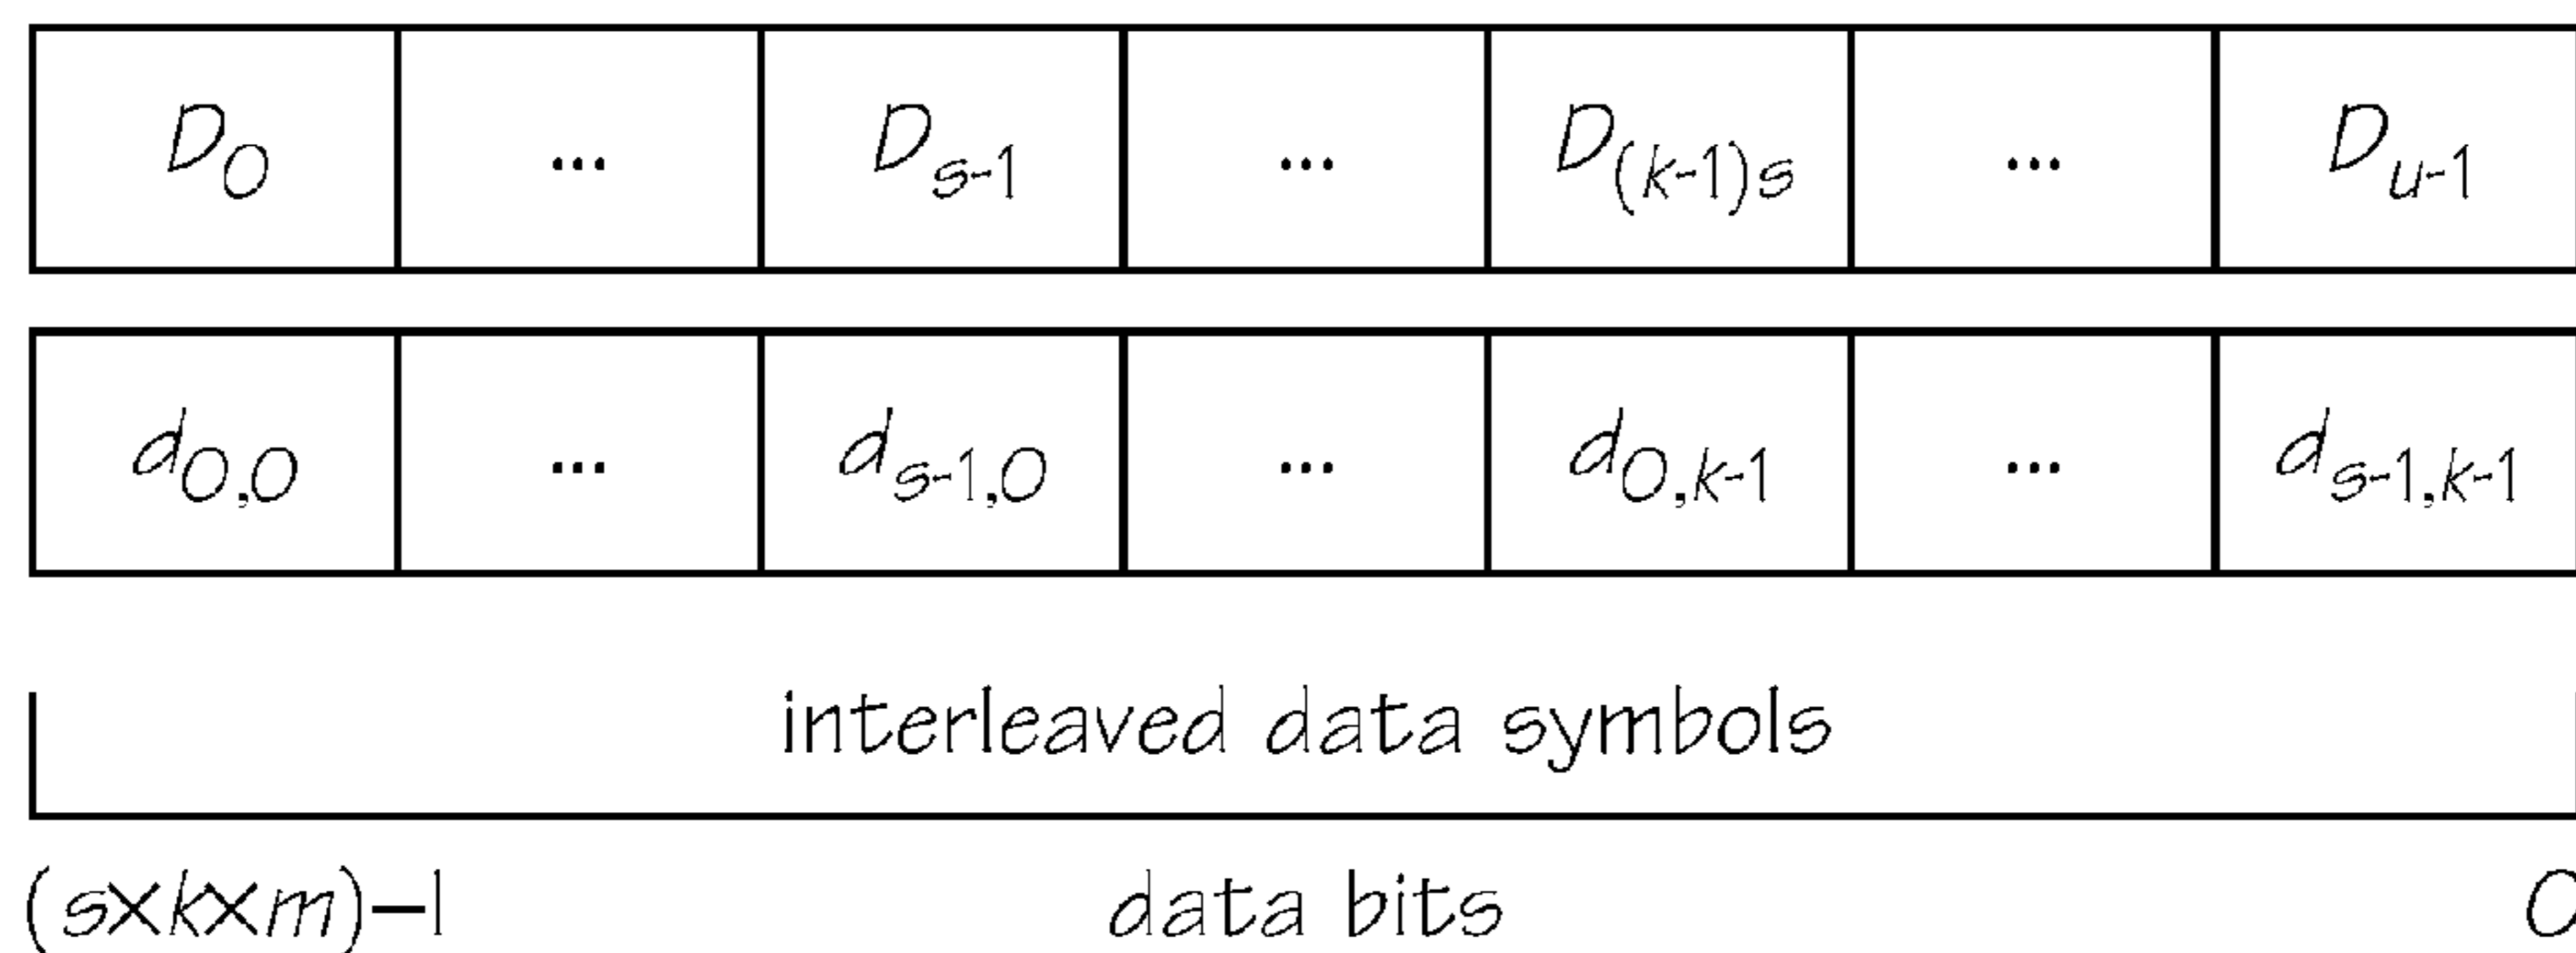 D0 ... Ds-1 ... D(k-1)s ... Du-1
d0,0 ... ds-1,0 ... d0,k-1 ... ds-1,k-1
interleaved data symbols
(s×k×m)−1 data bits 0